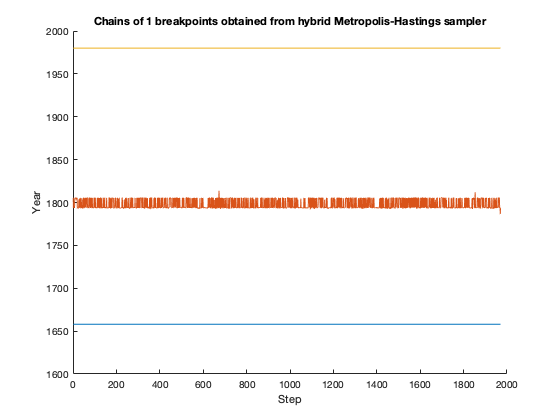 Chains of 1 breakpoints obtained from hybrid Metropolis-Hastings sampler
2000
1950
1900
1850
1800
1750
1700
1650
1600
Year
0 200 400 600 800 1000 1200 1400 1600 1800 2000
Step